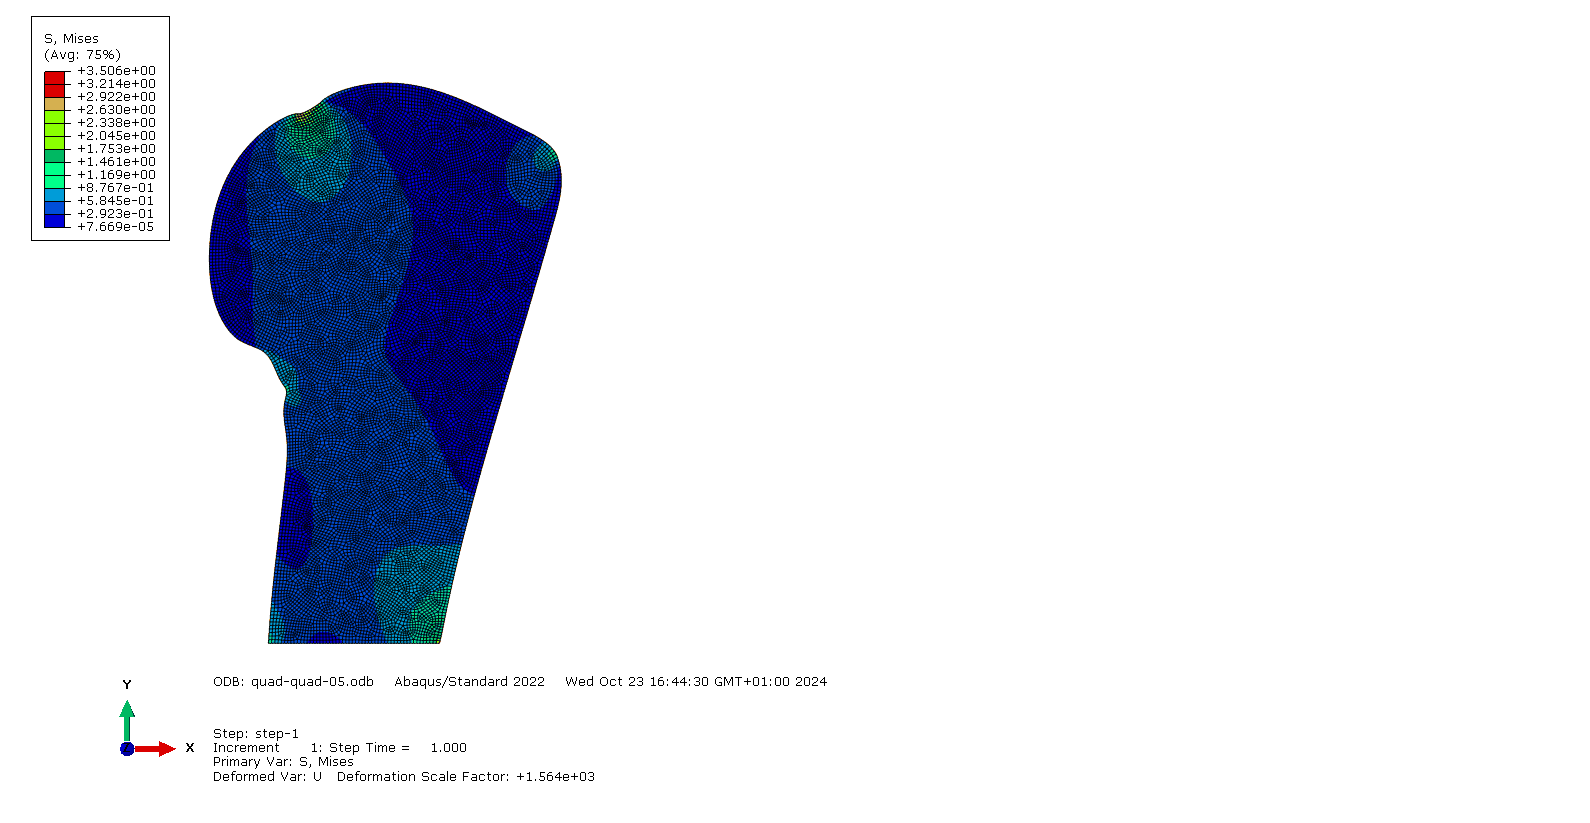 S, Mises
(Avg: 75%)
+3.506e+00
+3.214e+00
+2.922e+00
+2.630e+00
+2.338e+00
+2.045e+00
+1.753e+00
+1.461e+00
+1.169e+00
+8.767e-01
+5.845e-01
+2.923e-01
+7.669e-05
ODB: quad-quad-05.odb Abaqus/Standard 2022 Wed Oct 23 16:44:30 GMT+01:00 2024
Y
X
Step: step-1
Increment 1: Step Time = 1.000
Primary Var: S, Mises
Deformed Var: U Deformation Scale Factor: +1.564e+03